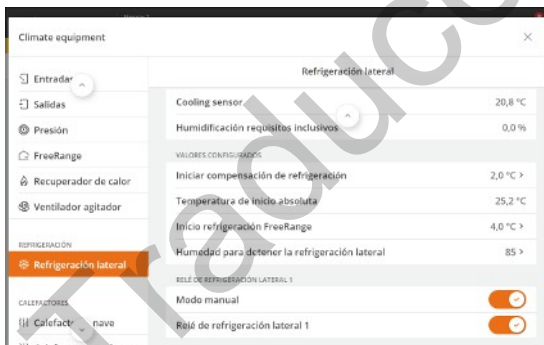 Climate equipment
Refrigeración lateral
Entradas
Salidas
Presión
FreeRange
Recuperador de calor
Ventilador agitador
REFRIGERACIÓN
Refrigeración lateral
CALEFACTORES
nave
Cooling sensor 20,8 °C
Humidificación requisitos inclusivos 0,0 %
VALORES CONFIGURADOS
Iniciar compensación de refrigeración 2,0 °C >
Temperatura de inicio absoluta 25,2 °C
Inicio refrigeración FreeRange 4,0 °C >
Humedad para detener la refrigeración lateral 85 >
RELÉ DE REFRIGERACIÓN LATERAL 1
Modo manual
Relé de refrigeración lateral 1